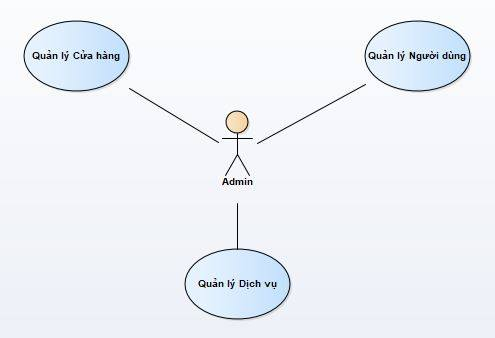 Quản lý Cửa hàng
Quản lý Người dùng
Admin
Quản lý Dịch vụ